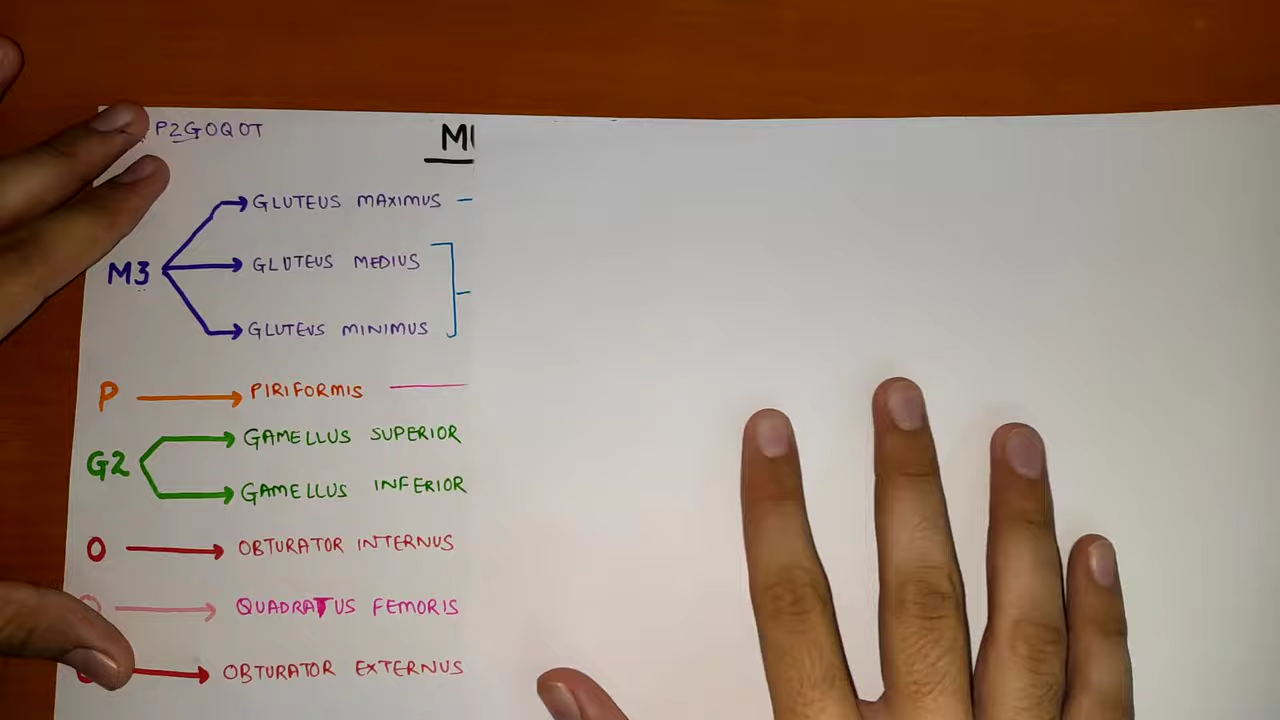 P2GOQOT
GLUTEUS MAXIMUS
GLUTEUS MEDIUS
M3
GLUTEUS MINIMUS
P PIRIFORMIS
GAMELLUS SUPERIOR
G2
GAMELLUS INFERIOR
O OBTURATOR INTERNUS
QUADRATUS FEMORIS
OBTURATOR EXTERNUS